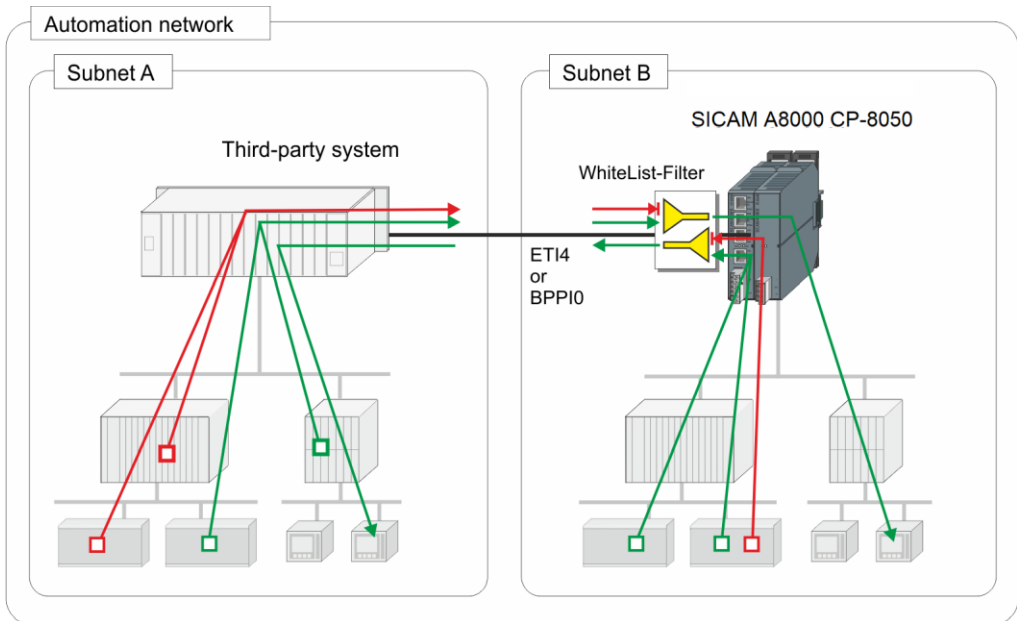 Automation network
Subnet A
Subnet B
SICAM A8000 CP-8050
Third-party system
WhiteList-Filter
ETI4
or
BPPI0